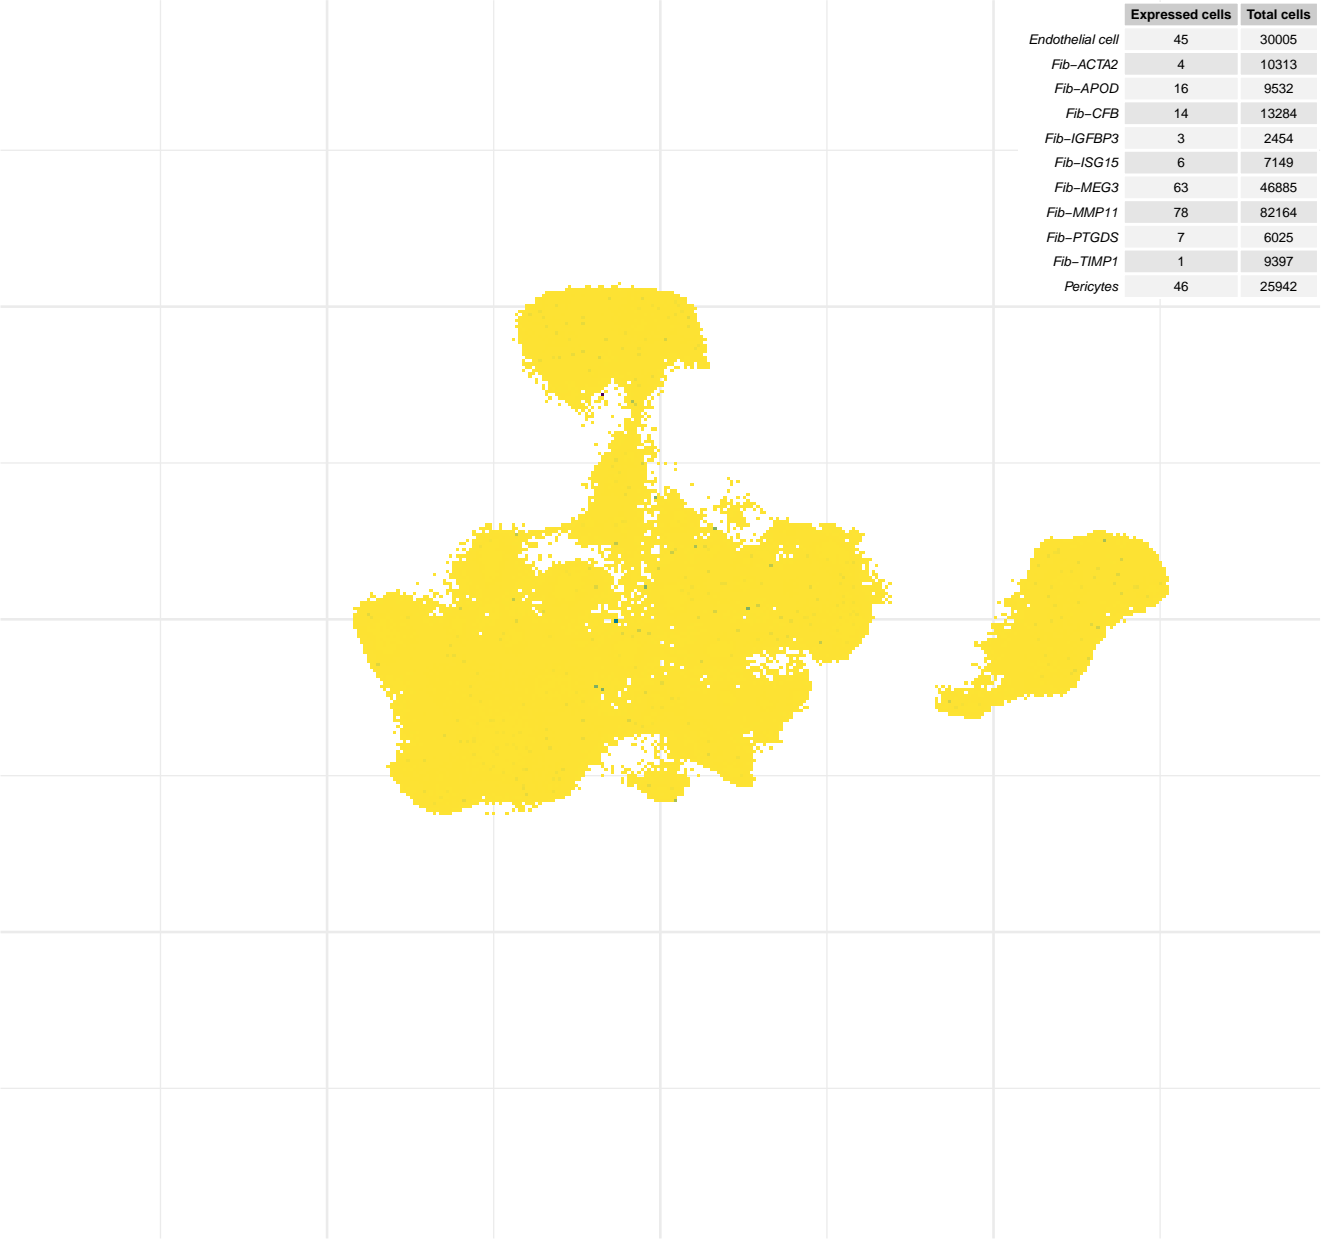 Expressed cells Total cells
Endothelial cell 45 30005
Fib−ACTA2 4 10313
Fib−APOD 16 9532
Fib−CFB 14 13284
Fib−IGFBP3 3 2454
Fib−ISG15 6 7149
Fib−MEG3 63 46885
Fib−MMP11 78 82164
Fib−PTGDS 7 6025
Fib−TIMP1 1 9397
Pericytes 46 25942